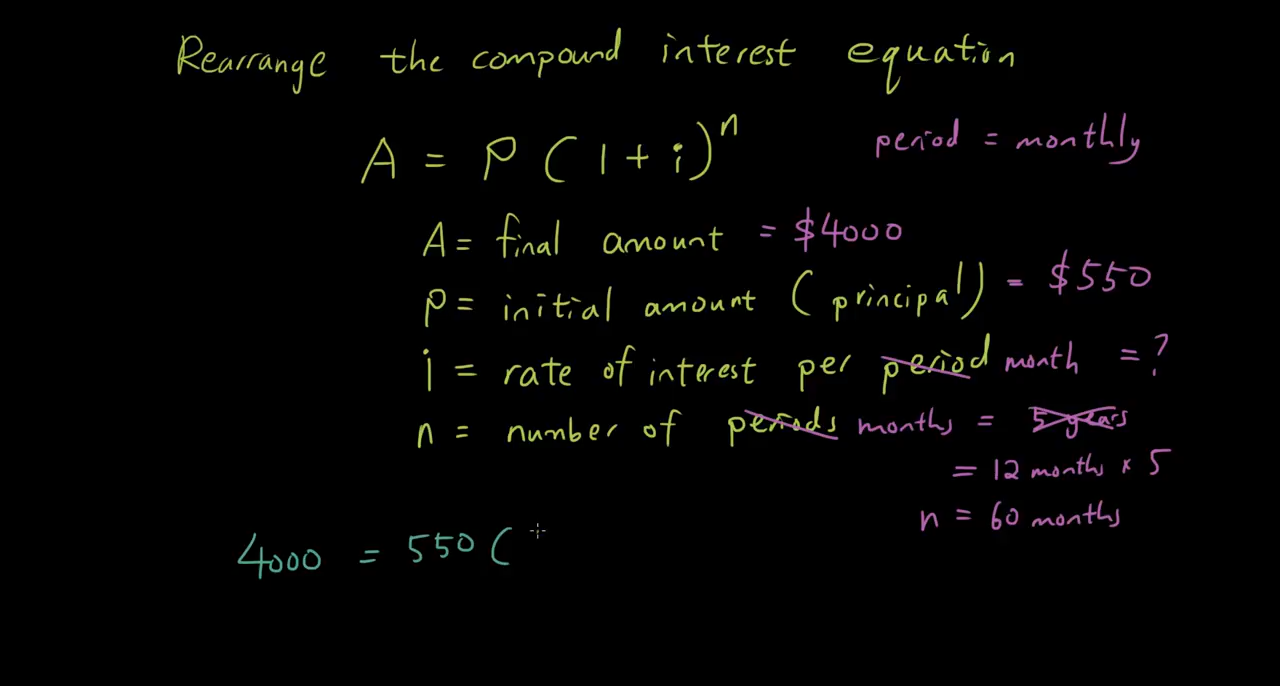 Rearrange the compound interest equation
A = P (1 + i)^n
period = monthly
A = final amount = $4000
P = initial amount (principal) = $550
i = rate of interest per period month = ?
n = number of periods months = 5 years
= 12 months × 5
n = 60 months
4000 = 550 (